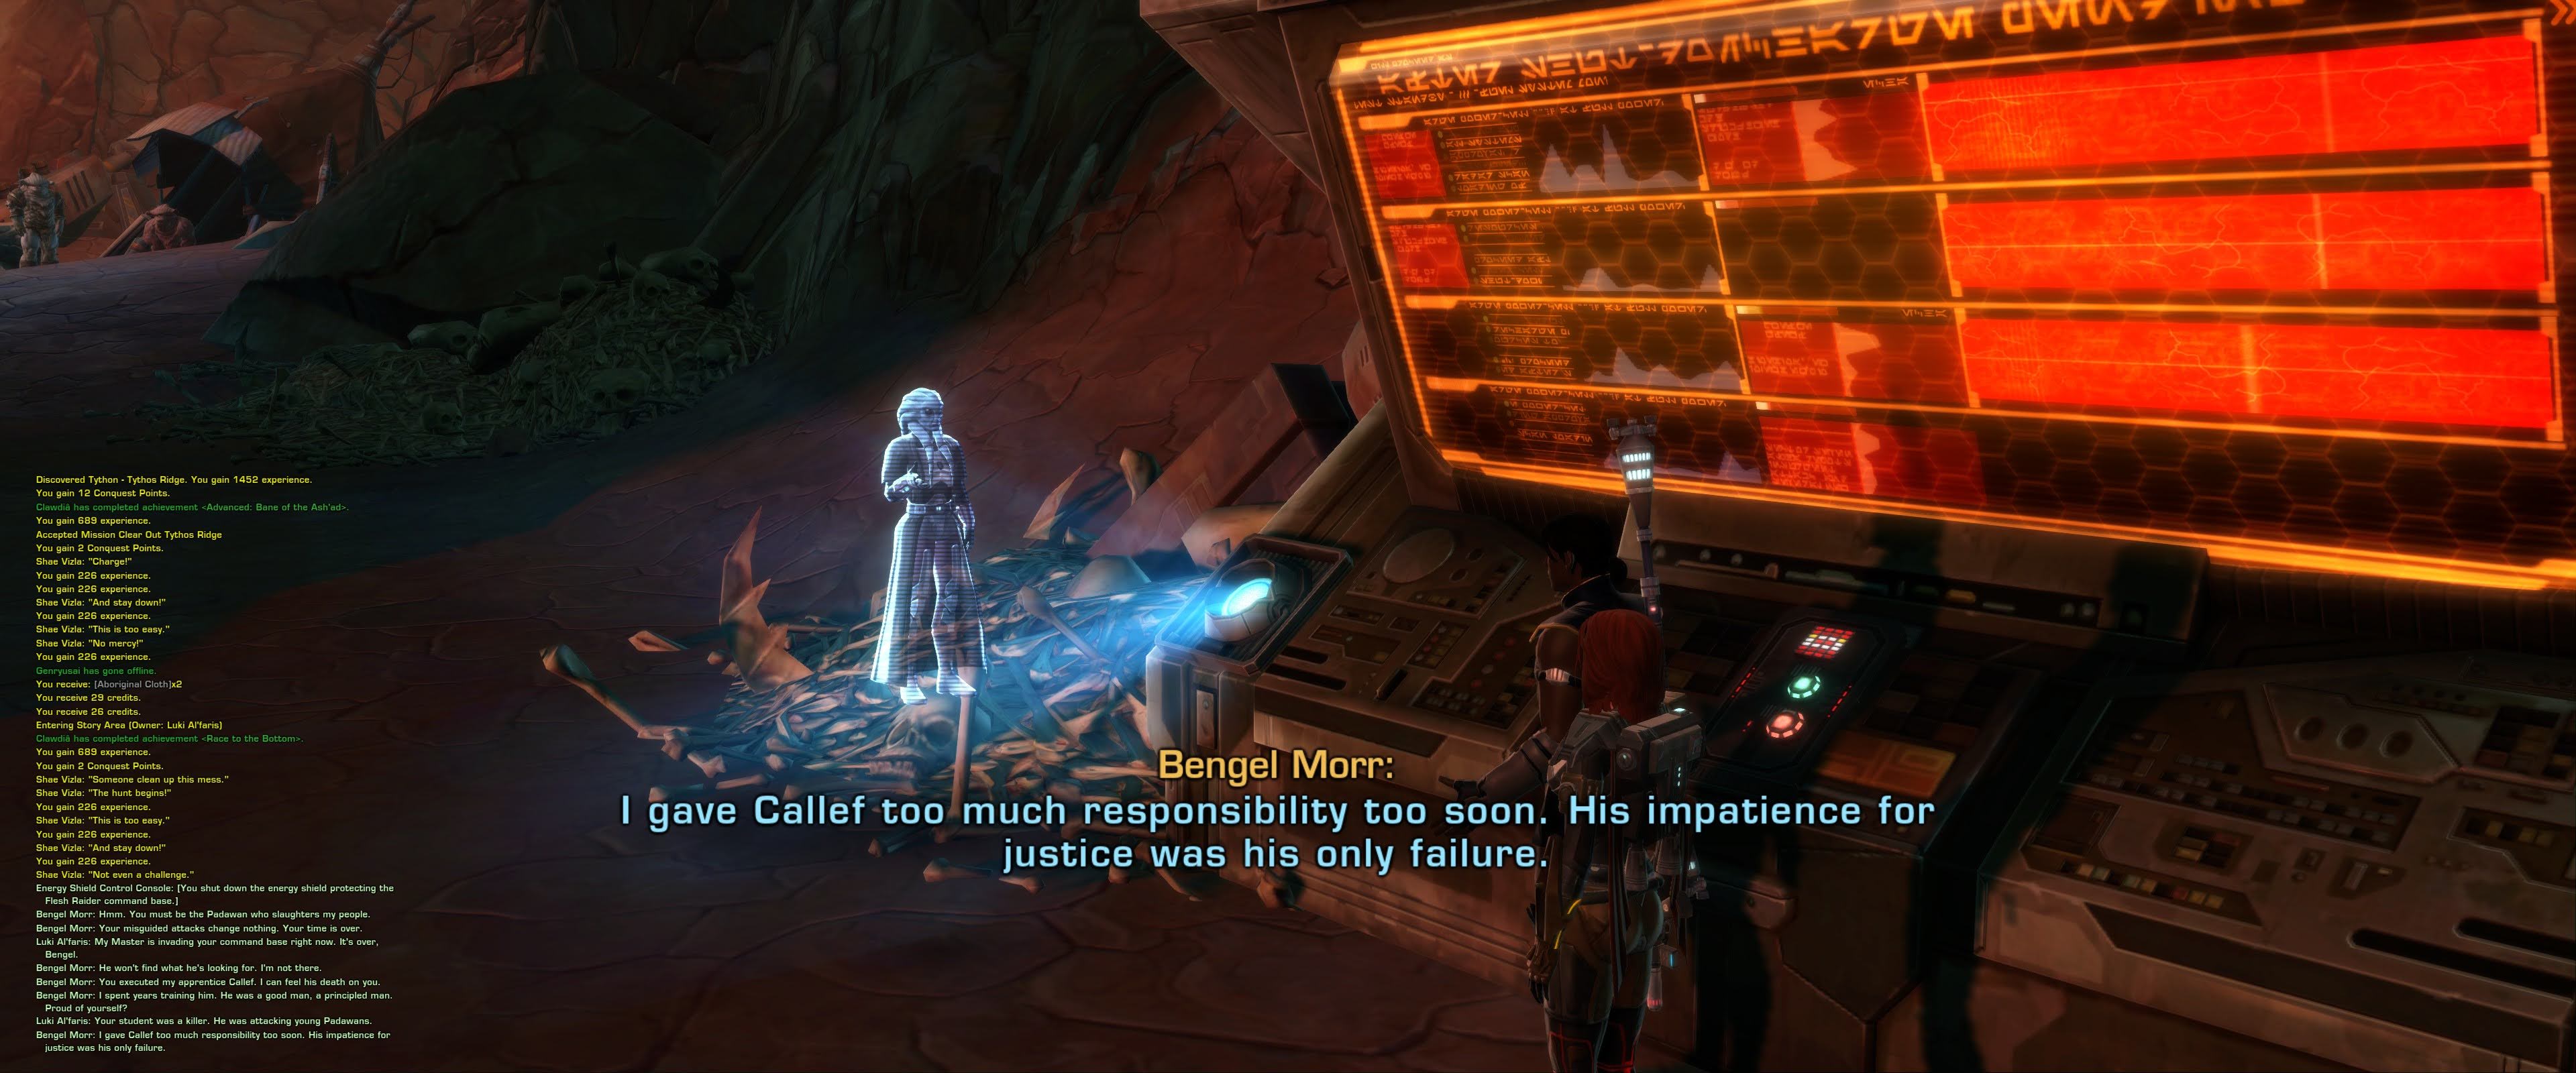 Discovered Tython - Tythos Ridge. You gain 1452 experience.
You gain 12 Conquest Points.
Clawdiâ has completed achievement <Advanced: Bane of the Ash'ad>.
You gain 689 experience.
Accepted Mission Clear Out Tythos Ridge
You gain 2 Conquest Points.
Shae Vizla: "Charge!"
You gain 226 experience.
You gain 226 experience.
Shae Vizla: "And stay down!"
You gain 226 experience.
Shae Vizla: "This is too easy."
Shae Vizla: "No mercy!"
You gain 226 experience.
Genryusai has gone offline.
You receive: [Aboriginal Cloth]x2
You receive 29 credits.
You receive 26 credits.
Entering Story Area (Owner: Luki Al'faris)
Clawdiâ has completed achievement <Race to the Bottom>.
You gain 689 experience.
You gain 2 Conquest Points.
Shae Vizla: "Someone clean up this mess."
Shae Vizla: "The hunt begins!"
You gain 226 experience.
Shae Vizla: "This is too easy."
You gain 226 experience.
Shae Vizla: "And stay down!"
You gain 226 experience.
Shae Vizla: "Not even a challenge."
Energy Shield Control Console: [You shut down the energy shield protecting the
Flesh Raider command base.]
Bengel Morr: Hmm. You must be the Padawan who slaughters my people.
Bengel Morr: Your misguided attacks change nothing. Your time is over.
Luki Al'faris: My Master is invading your command base right now. It's over,
Bengel.
Bengel Morr: He won't find what he's looking for. I'm not there.
Bengel Morr: You executed my apprentice Callef. I can feel his death on you.
Bengel Morr: I spent years training him. He was a good man, a principled man.
Proud of yourself?
Luki Al'faris: Your student was a killer. He was attacking young Padawans.
Bengel Morr: I gave Callef too much responsibility too soon. His impatience for
justice was his only failure.
Bengel Morr:
I gave Callef too much responsibility too soon. His impatience for
justice was his only failure.